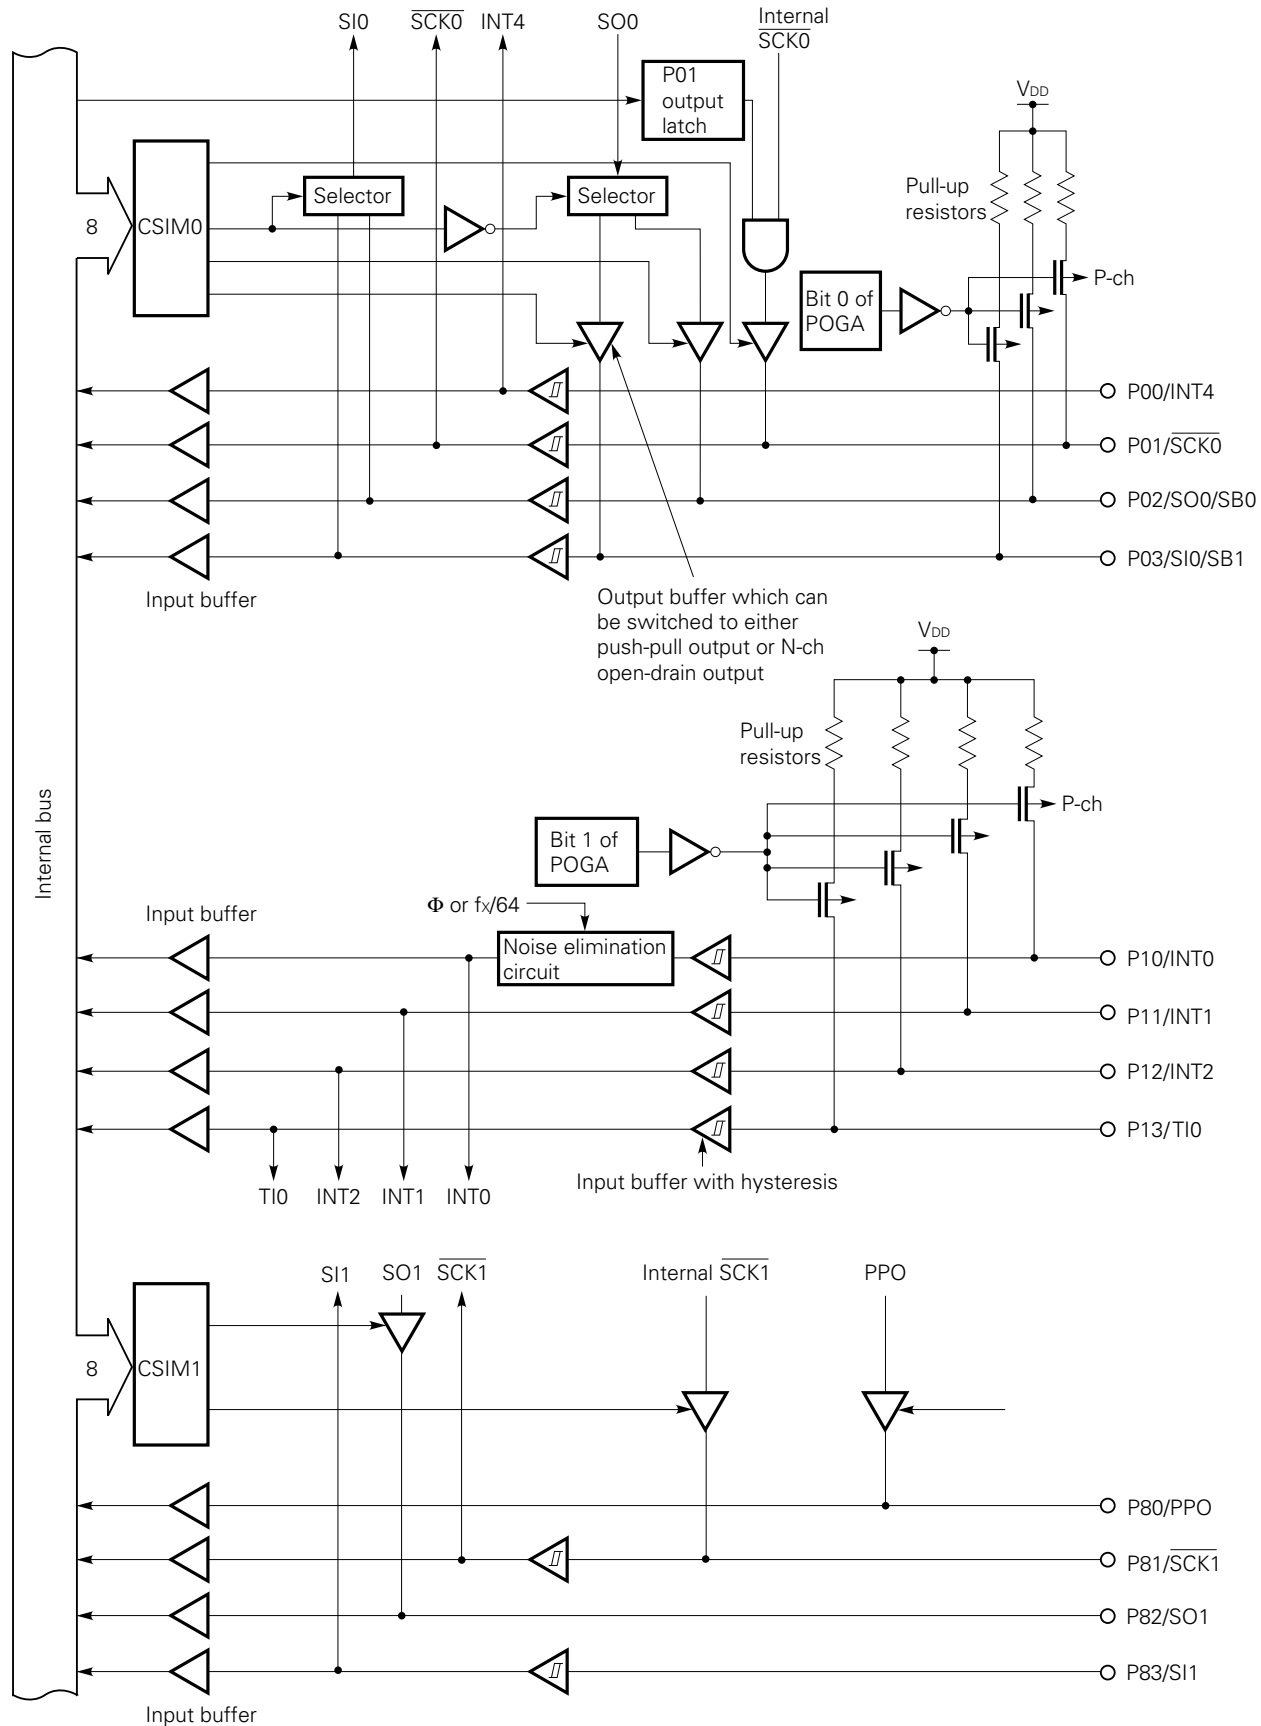 SI0
SCK0
INT4
SO0
Internal
SCK0
P01
output
latch
VDD
Pull-up
resistors
Selector
Selector
8
CSIM0
P-ch
Bit 0 of
POGA
P00/INT4
P01/SCK0
P02/SO0/SB0
P03/SI0/SB1
Input buffer
Output buffer which can
be switched to either
push-pull output or N-ch
open-drain output
VDD
Pull-up
resistors
P-ch
Internal bus
Bit 1 of
POGA
Input buffer
Φ or fX/64
Noise elimination
circuit
P10/INT0
P11/INT1
P12/INT2
P13/TI0
Input buffer with hysteresis
TI0
INT2
INT1
INT0
SI1
SO1
SCK1
Internal SCK1
PPO
8
CSIM1
P80/PPO
P81/SCK1
P82/SO1
P83/SI1
Input buffer